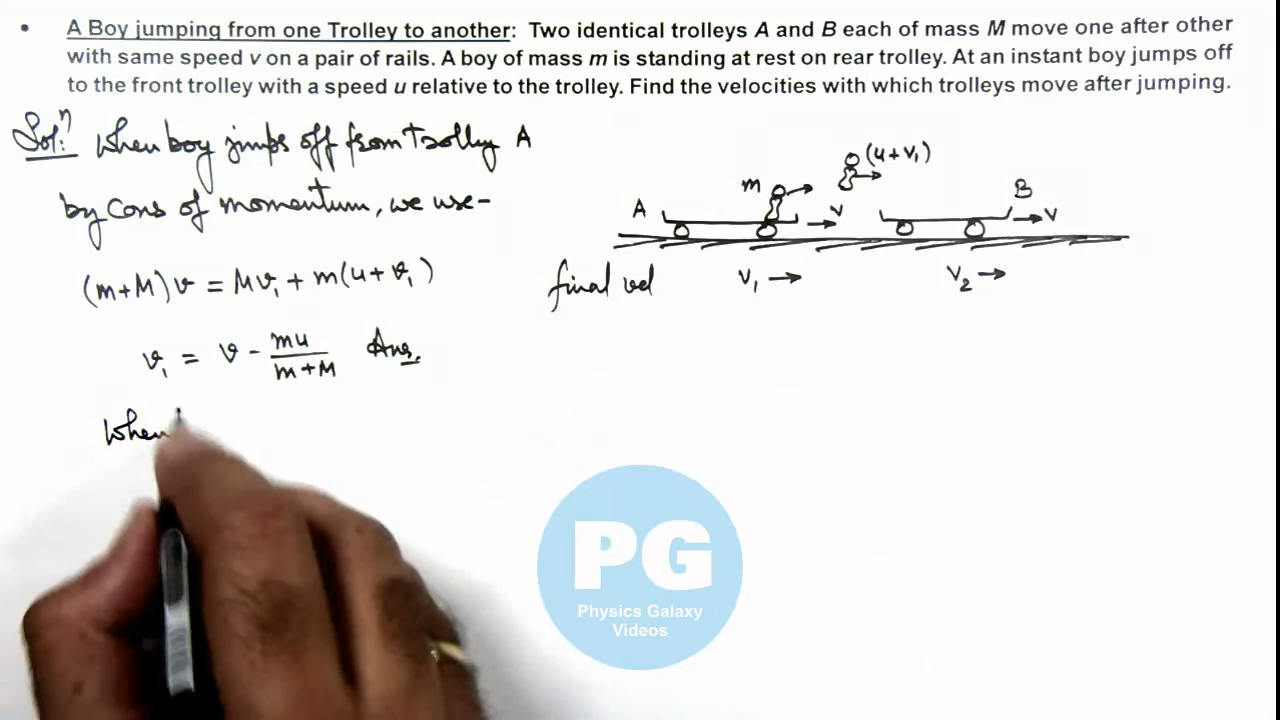 • A Boy jumping from one Trolley to another: Two identical trolleys A and B each of mass M move one after other
with same speed v on a pair of rails. A boy of mass m is standing at rest on rear trolley. At an instant boy jumps off
to the front trolley with a speed u relative to the trolley. Find the velocities with which trolleys move after jumping.
Solⁿ: When boy jumps off from trolley A
by Cons of momentum, we use-
(m+M)v = Mv₁ + m(u+v₁)
v₁ = v - mu/(m+M) Ans.
When
(u+v₁)
m
A
v
B
v
final vel
v₁ →
v₂ →
PG
Physics Galaxy
Videos